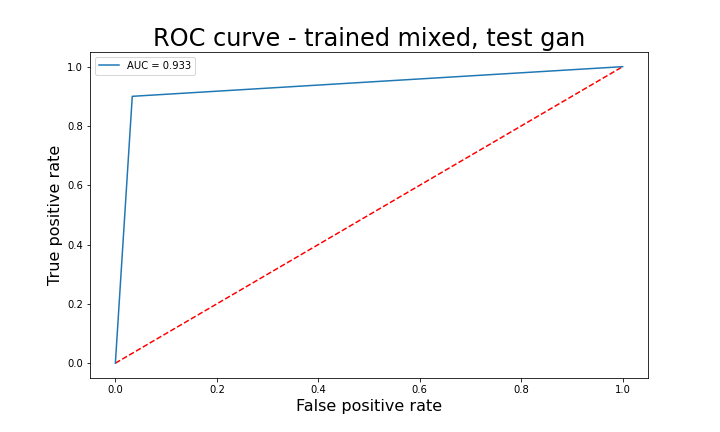 ROC curve - trained mixed, test gan
AUC = 0.933
1.0
0.8
0.6
0.4
0.2
0.0
True positive rate
0.0 0.2 0.4 0.6 0.8 1.0
False positive rate